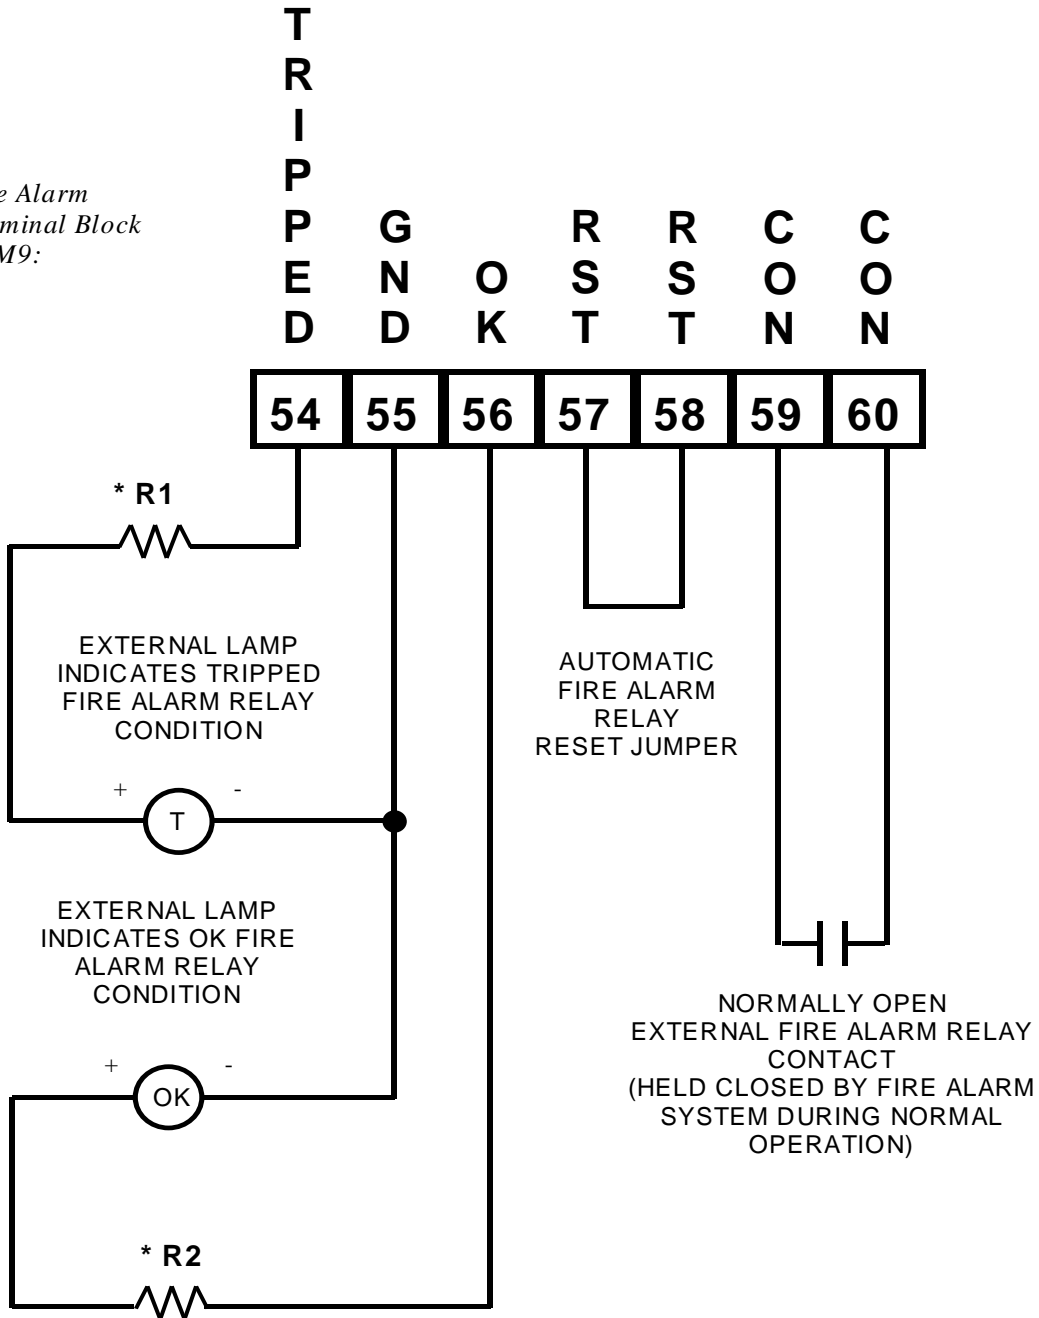 TRIPPED
e Alarm
minal Block
M9:
GND
OK
RST
RST
CON
CON
54 55 56 57 58 59 60
* R1
EXTERNAL LAMP
INDICATES TRIPPED
FIRE ALARM RELAY
CONDITION
+ -
T
AUTOMATIC
FIRE ALARM
RELAY
RESET JUMPER
EXTERNAL LAMP
INDICATES OK FIRE
ALARM RELAY
CONDITION
+ -
OK
NORMALLY OPEN
EXTERNAL FIRE ALARM RELAY
CONTACT
(HELD CLOSED BY FIRE ALARM
SYSTEM DURING NORMAL
OPERATION)
* R2